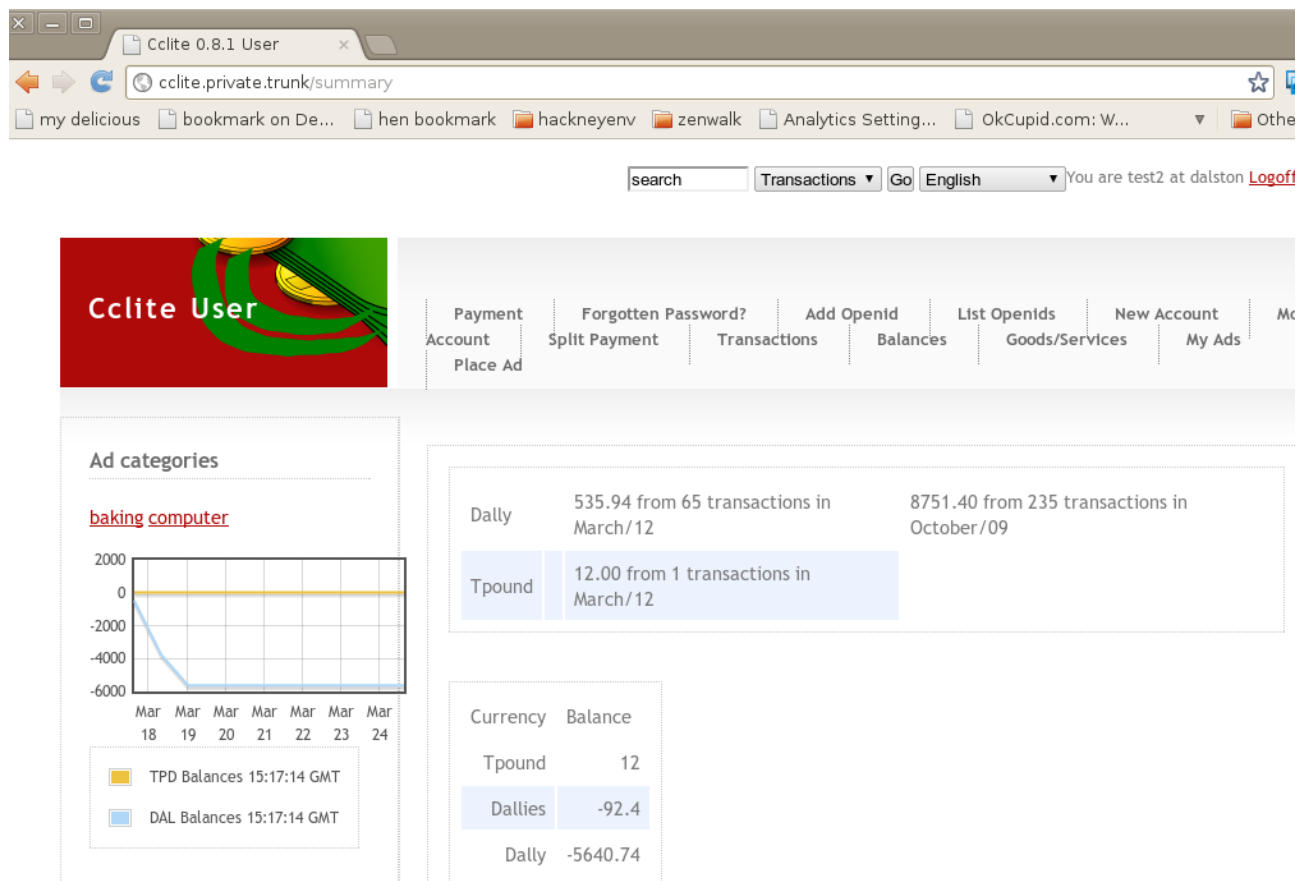 Cclite 0.8.1 User
cclite.private.trunk/summary
my delicious bookmark on De... hen bookmark hackneyenv zenwalk Analytics Setting... OkCupid.com: W... Othe
search Transactions Go English You are test2 at dalston Logoff
Cclite User
Payment Forgotten Password? Add OpenId List OpenIds New Account Mo
Account Split Payment Transactions Balances Goods/Services My Ads
Place Ad
Ad categories
baking computer
2000
0
-2000
-4000
-6000
Mar Mar Mar Mar Mar Mar Mar
18 19 20 21 22 23 24
TPD Balances 15:17:14 GMT
DAL Balances 15:17:14 GMT
Dally 535.94 from 65 transactions in March/12 8751.40 from 235 transactions in October/09
Tpound 12.00 from 1 transactions in March/12
Currency Balance
Tpound 12
Dallies -92.4
Dally -5640.74